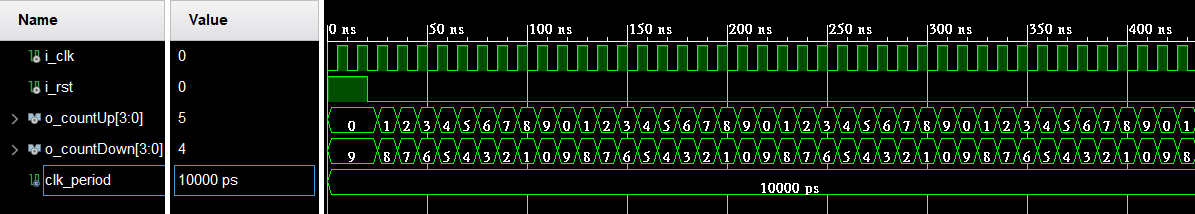 Name Value
0 ns 50 ns 100 ns 150 ns 200 ns 250 ns 300 ns 350 ns 400 ns
i_clk 0
i_rst 0
o_countUp[3:0] 5 0 1 2 3 4 5 6 7 8 9 0 1 2 3 4 5 6 7 8 9 0 1 2 3 4 5 6 7 8 9 0 1 2 3 4 5 6 7 8 9 0 1
o_countDown[3:0] 4 9 8 7 6 5 4 3 2 1 0 9 8 7 6 5 4 3 2 1 0 9 8 7 6 5 4 3 2 1 0 9 8 7 6 5 4 3 2 1 0 9 8
clk_period 10000 ps 10000 ps